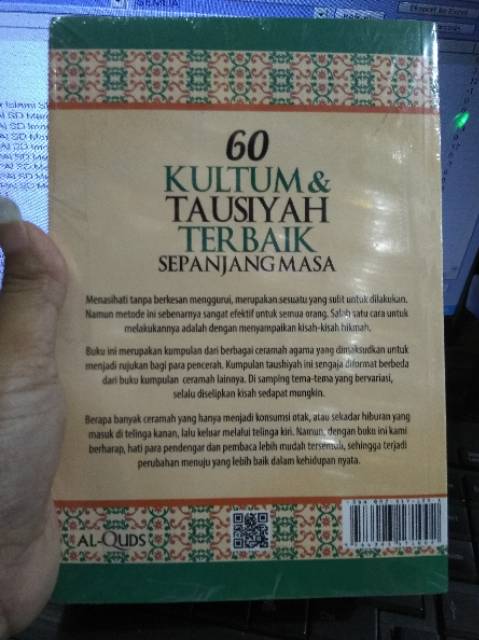 SEMUA
60
KULTUM &
TAUSIYAH
TERBAIK
SEPANJANG MASA
Menasihati tanpa berkesan menggurui, merupakan sesuatu yang sulit untuk dilakukan.
Namun metode ini sebenarnya sangat efektif untuk semua orang. Salah satu cara untuk
melakukannya adalah dengan menyampaikan kisah-kisah hikmah.
Buku ini merupakan kumpulan dari berbagai ceramah agama yang dimaksudkan untuk
menjadi rujukan bagi para pencerah. Kumpulan taushiyah ini sengaja diformat berbeda
dari buku kumpulan ceramah lainnya. Di samping tema-tema yang bervariasi,
selalu diselipkan kisah sedapat mungkin.
Berapa banyak ceramah yang hanya menjadi konsumsi otak, atau sekadar hiburan yang
masuk di telinga kanan, lalu keluar melalui telinga kiri. Namun, dengan buku ini kami
berharap, hati para pendengar dan pembaca lebih mudah tersentuh, sehingga terjadi
perubahan menuju yang lebih baik dalam kehidupan nyata.
AL-QUDS